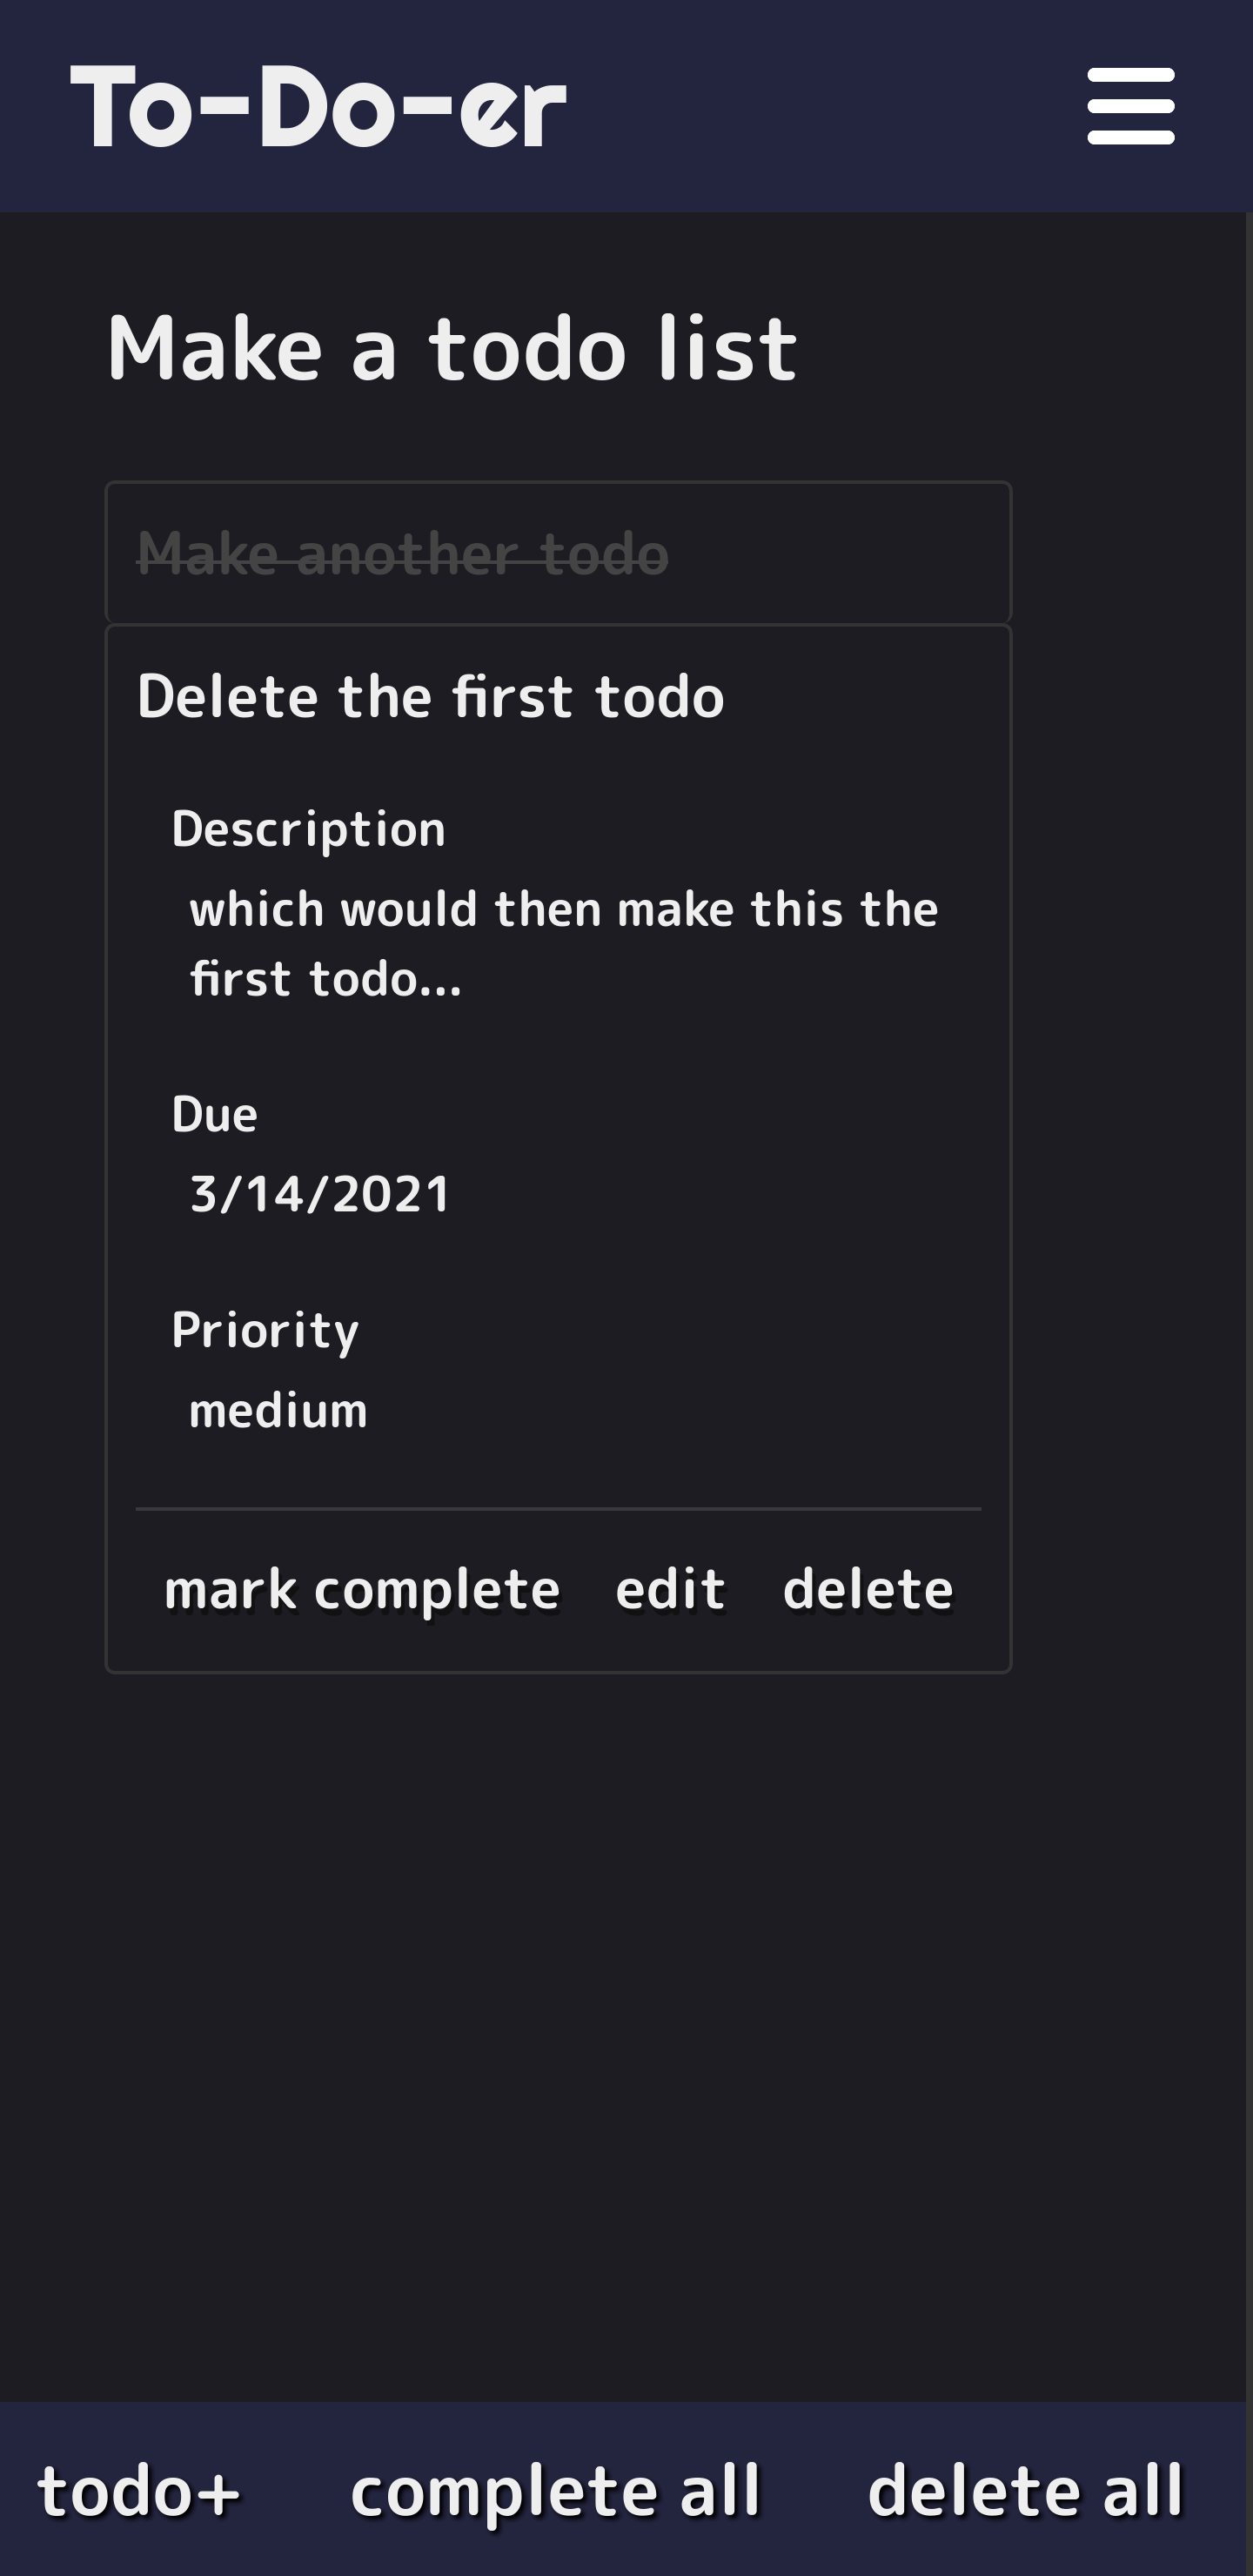 To-Do-er
Make a todo list
Make another todo
Delete the first todo
Description
which would then make this the
first todo...
Due
3/14/2021
Priority
medium
mark complete edit delete
todo+ complete all delete all